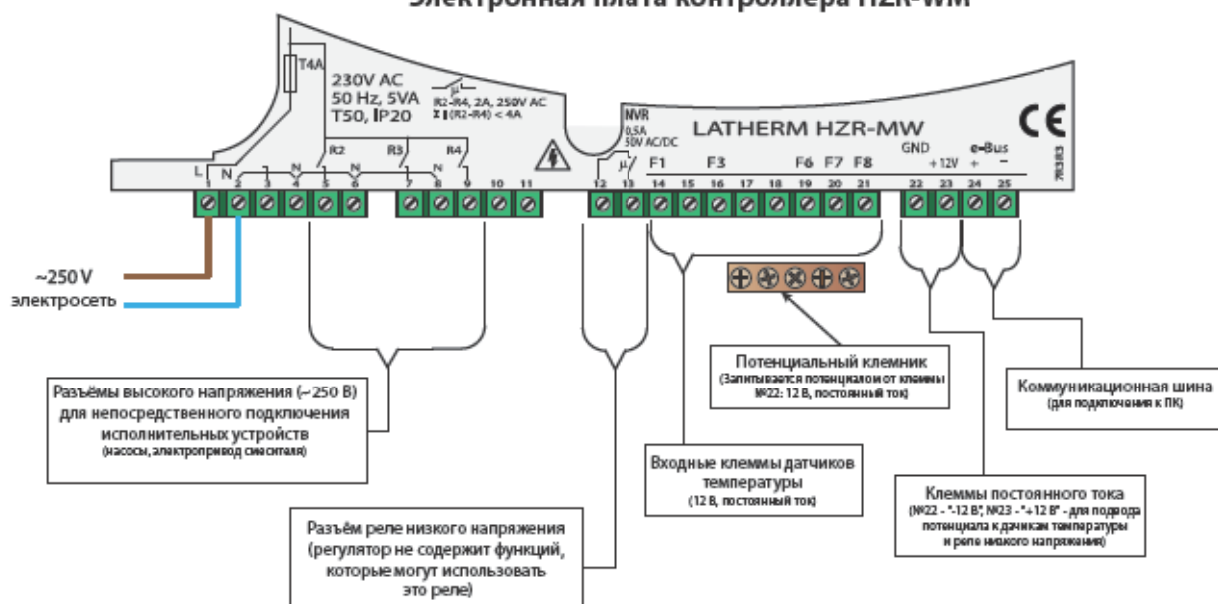 Электронная плата контроллера HZR-WM
T4A
230V AC
50 Hz, 5VA
T50, IP20
μ
R2-R4, 2A, 250V AC
Σ I (R2-R4) < 4A
R2
R3
R4
L
N
N
N
N
NVR
0,5A
50V AC/DC
μ
LATHERM HZR-MW
CE
F1
F3
F6
F7
F8
GND
+12V
e-Bus
+
−
1
2
3
4
5
6
7
8
9
10
11
12
13
14
15
16
17
18
19
20
21
22
23
24
25
~250 V
электросеть
Разъёмы высокого напряжения (~250 В)
для непосредственного подключения
исполнительных устройств
(насосы, электропривод смесителя)
Разъём реле низкого напряжения
(регулятор не содержит функций,
которые могут использовать
это реле)
Входные клеммы датчиков
температуры
(12 В, постоянный ток)
Потенциальный клемник
(Запитывается потенциалом от клеммы
№22: 12 В, постоянный ток)
Клеммы постоянного тока
(№22 - "-12 В", №23 - "+12 В" - для подвода
потенциала к дачикам температуры
и реле низкого напряжения)
Коммуникационная шина
(для подключения к ПК)